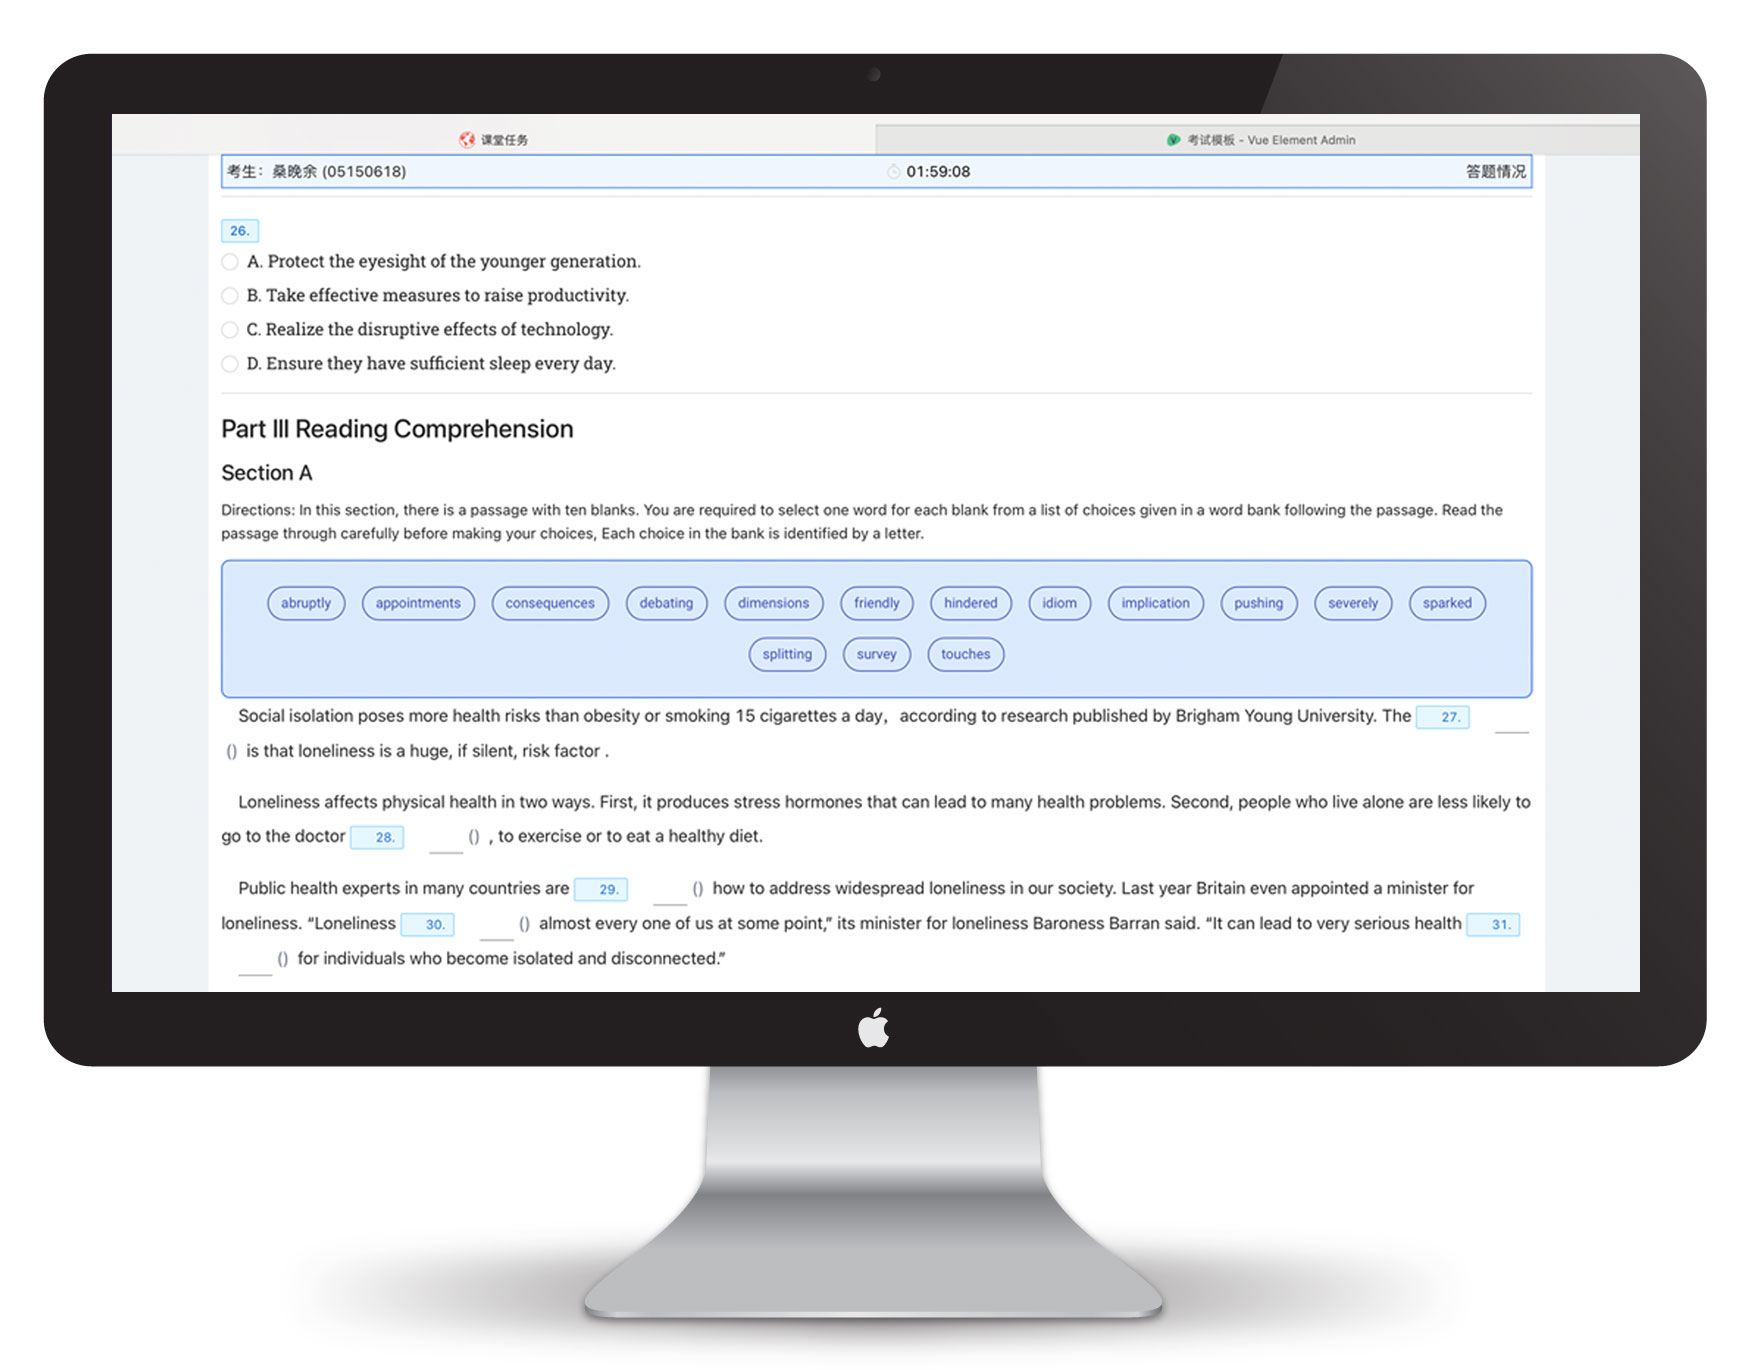 课堂任务
考试模板 - Vue Element Admin
考生：桑晚余 (05150618)
01:59:08
答题情况
26.
A. Protect the eyesight of the younger generation.
B. Take effective measures to raise productivity.
C. Realize the disruptive effects of technology.
D. Ensure they have sufficient sleep every day.
Part III Reading Comprehension
Section A
Directions: In this section, there is a passage with ten blanks. You are required to select one word for each blank from a list of choices given in a word bank following the passage. Read the
passage through carefully before making your choices, Each choice in the bank is identified by a letter.
abruptly appointments consequences debating dimensions friendly hindered idiom implication pushing severely sparked
splitting survey touches
Social isolation poses more health risks than obesity or smoking 15 cigarettes a day，according to research published by Brigham Young University. The 27. ____
() is that loneliness is a huge, if silent, risk factor .
Loneliness affects physical health in two ways. First, it produces stress hormones that can lead to many health problems. Second, people who live alone are less likely to
go to the doctor 28. ____ () , to exercise or to eat a healthy diet.
Public health experts in many countries are 29. ____ () how to address widespread loneliness in our society. Last year Britain even appointed a minister for
loneliness. “Loneliness 30. ____ () almost every one of us at some point,” its minister for loneliness Baroness Barran said. “It can lead to very serious health 31.
____ () for individuals who become isolated and disconnected.”